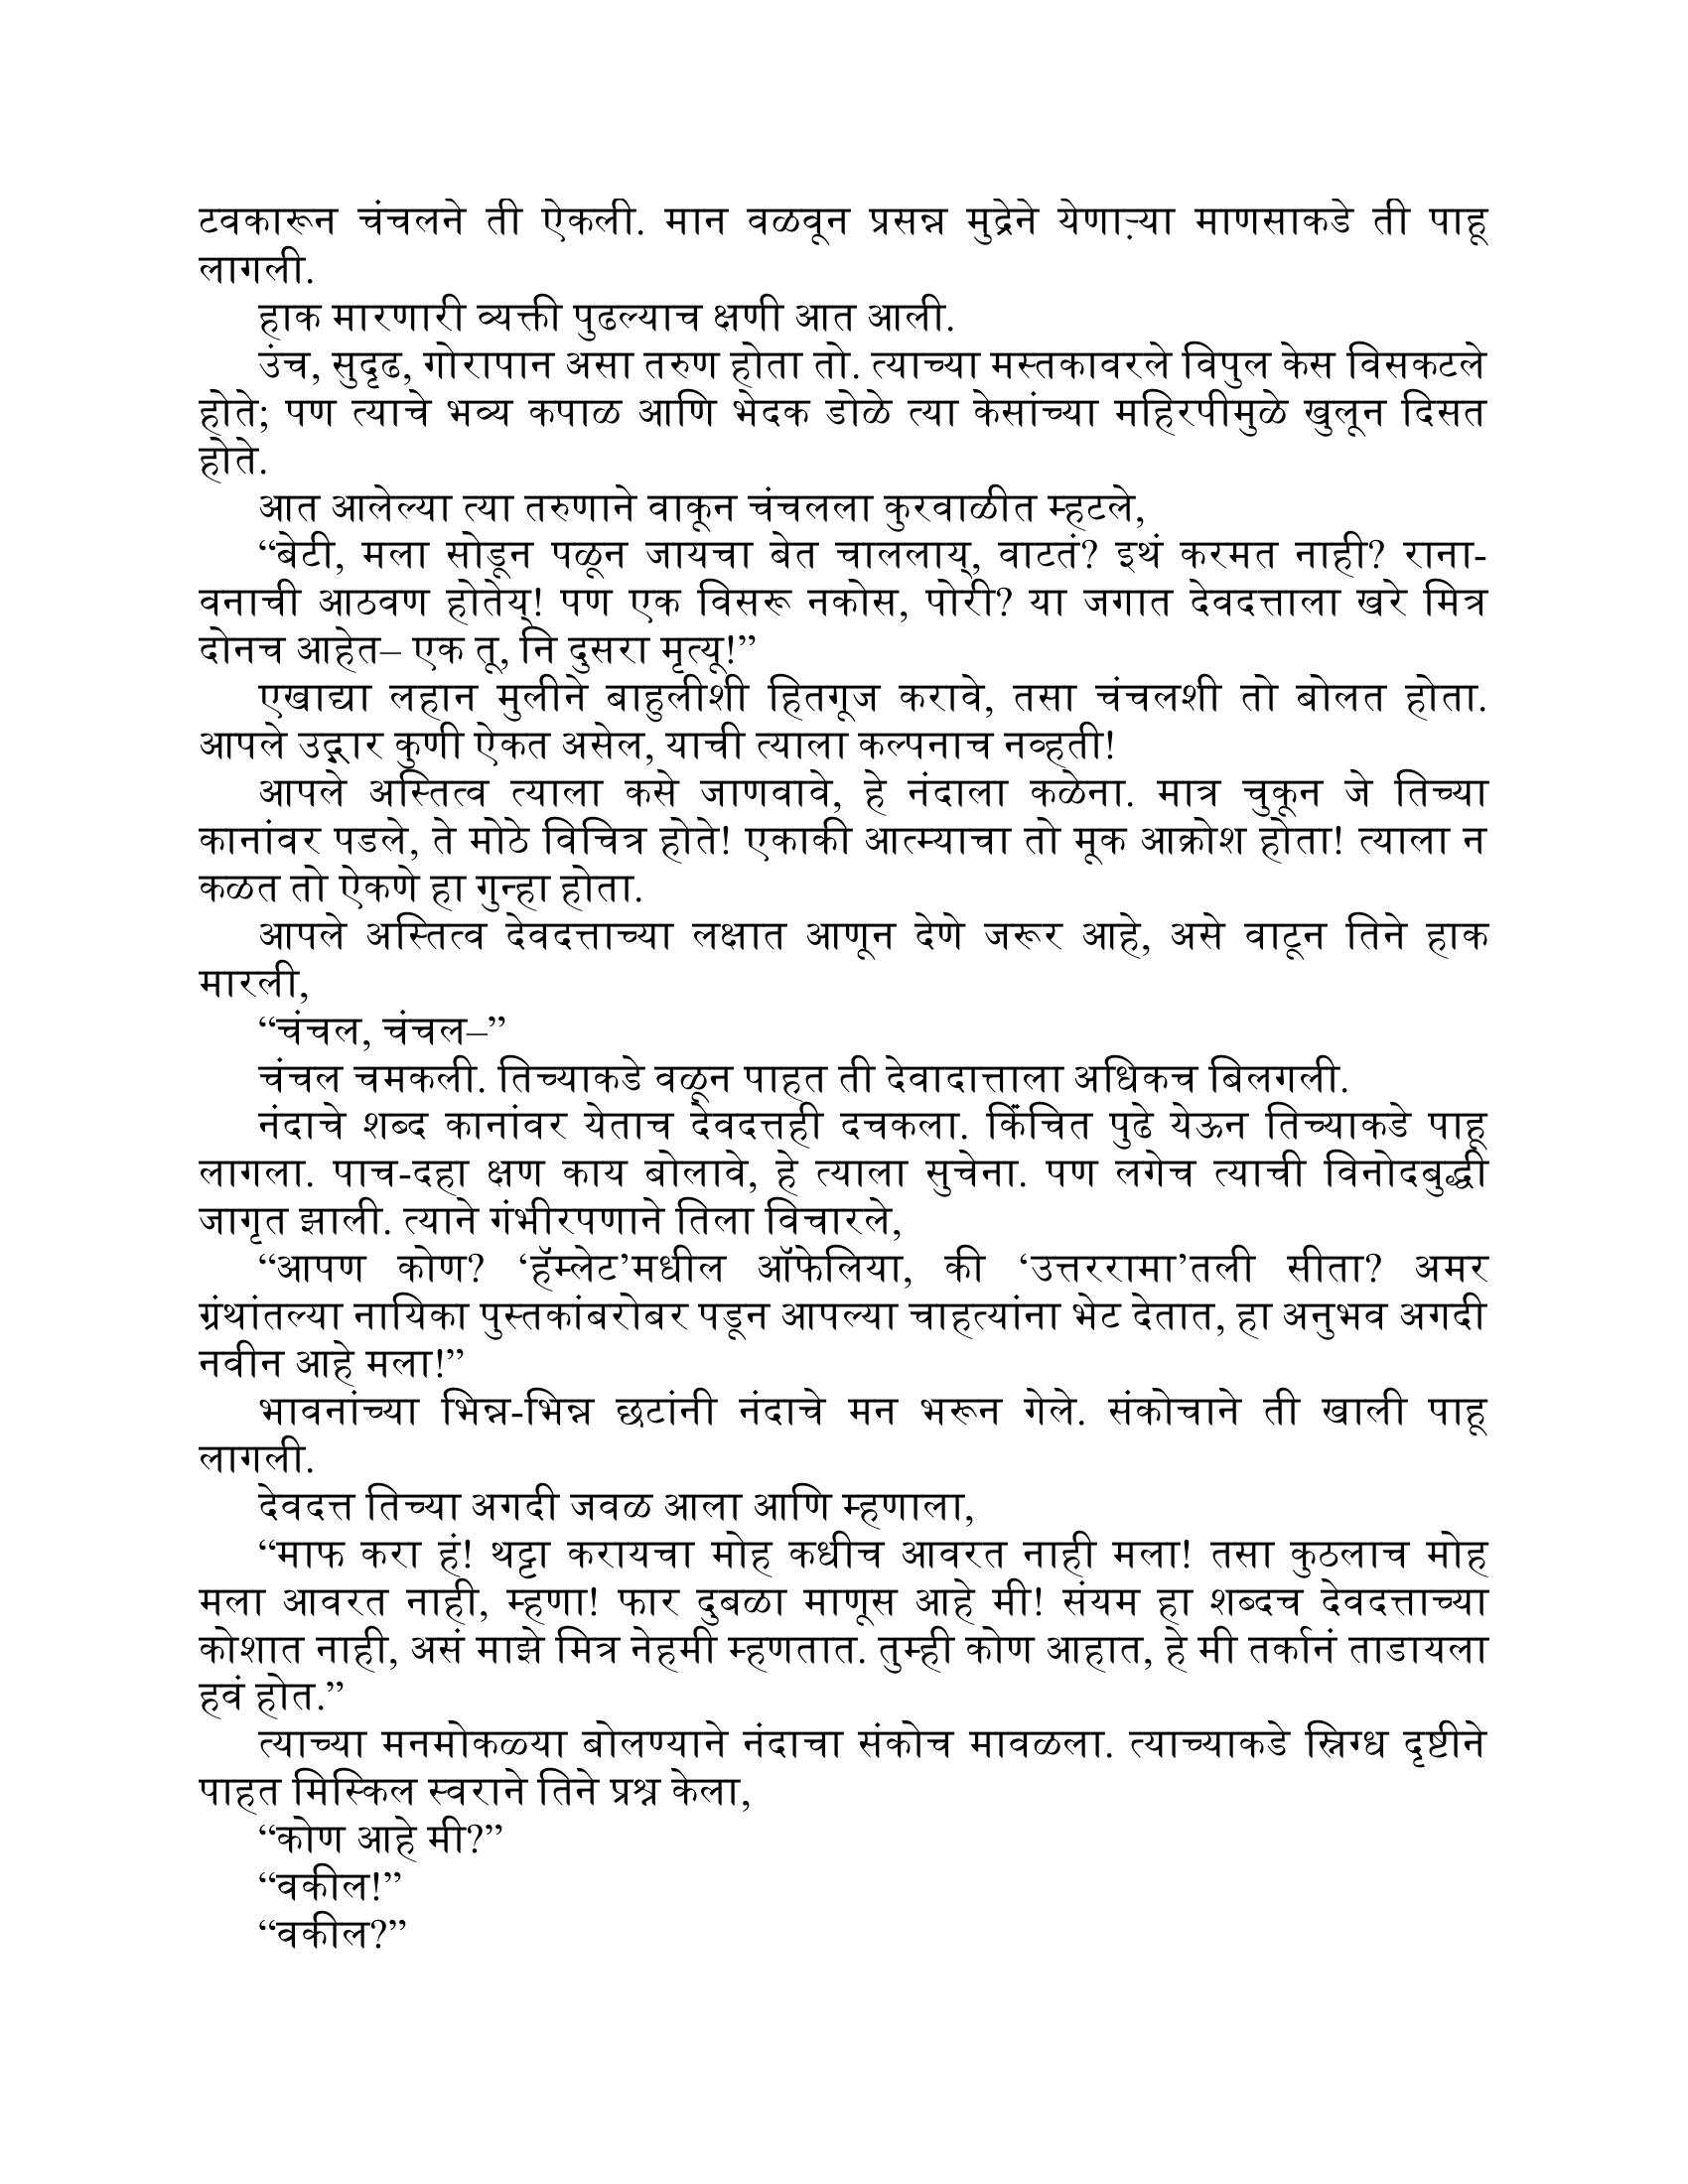 टवकारून चंचलने ती ऐकली. मान वळवून प्रसन्न मुद्रेने येणाऱ्या माणसाकडे ती पाहू
लागली.
हाक मारणारी व्यक्ती पुढल्याच क्षणी आत आली.
उंच, सुदृढ, गोरापान असा तरुण होता तो. त्याच्या मस्तकावरले विपुल केस विसकटले
होते; पण त्याचे भव्य कपाळ आणि भेदक डोळे त्या केसांच्या महिरपीमुळे खुलून दिसत
होते.
आत आलेल्या त्या तरुणाने वाकून चंचलला कुरवाळीत म्हटले,
“बेटी, मला सोडून पळून जायचा बेत चाललाय्, वाटतं? इथं करमत नाही? राना-
वनाची आठवण होतेय्! पण एक विसरू नकोस, पोरी? या जगात देवदत्ताला खरे मित्र
दोनच आहेत– एक तू, नि दुसरा मृत्यू!”
एखाद्या लहान मुलीने बाहुलीशी हितगूज करावे, तसा चंचलशी तो बोलत होता.
आपले उद्गार कुणी ऐकत असेल, याची त्याला कल्पनाच नव्हती!
आपले अस्तित्व त्याला कसे जाणवावे, हे नंदाला कळेना. मात्र चुकून जे तिच्या
कानांवर पडले, ते मोठे विचित्र होते! एकाकी आत्म्याचा तो मूक आक्रोश होता! त्याला न
कळत तो ऐकणे हा गुन्हा होता.
आपले अस्तित्व देवदत्ताच्या लक्षात आणून देणे जरूर आहे, असे वाटून तिने हाक
मारली,
“चंचल, चंचल–”
चंचल चमकली. तिच्याकडे वळून पाहत ती देवादात्ताला अधिकच बिलगली.
नंदाचे शब्द कानांवर येताच देवदत्तही दचकला. किंचित पुढे येऊन तिच्याकडे पाहू
लागला. पाच-दहा क्षण काय बोलावे, हे त्याला सुचेना. पण लगेच त्याची विनोदबुद्धी
जागृत झाली. त्याने गंभीरपणाने तिला विचारले,
“आपण कोण? ‘हॅम्लेट’मधील ऑफेलिया, की ‘उत्तररामा’तली सीता? अमर
ग्रंथांतल्या नायिका पुस्तकांबरोबर पडून आपल्या चाहत्यांना भेट देतात, हा अनुभव अगदी
नवीन आहे मला!”
भावनांच्या भिन्न-भिन्न छटांनी नंदाचे मन भरून गेले. संकोचाने ती खाली पाहू
लागली.
देवदत्त तिच्या अगदी जवळ आला आणि म्हणाला,
“माफ करा हं! थट्टा करायचा मोह कधीच आवरत नाही मला! तसा कुठलाच मोह
मला आवरत नाही, म्हणा! फार दुबळा माणूस आहे मी! संयम हा शब्दच देवदत्ताच्या
कोशात नाही, असं माझे मित्र नेहमी म्हणतात. तुम्ही कोण आहात, हे मी तर्कानं ताडायला
हवं होत.”
त्याच्या मनमोकळ्या बोलण्याने नंदाचा संकोच मावळला. त्याच्याकडे स्निग्ध दृष्टीने
पाहत मिस्किल स्वराने तिने प्रश्न केला,
“कोण आहे मी?”
“वकील!”
“वकील?”